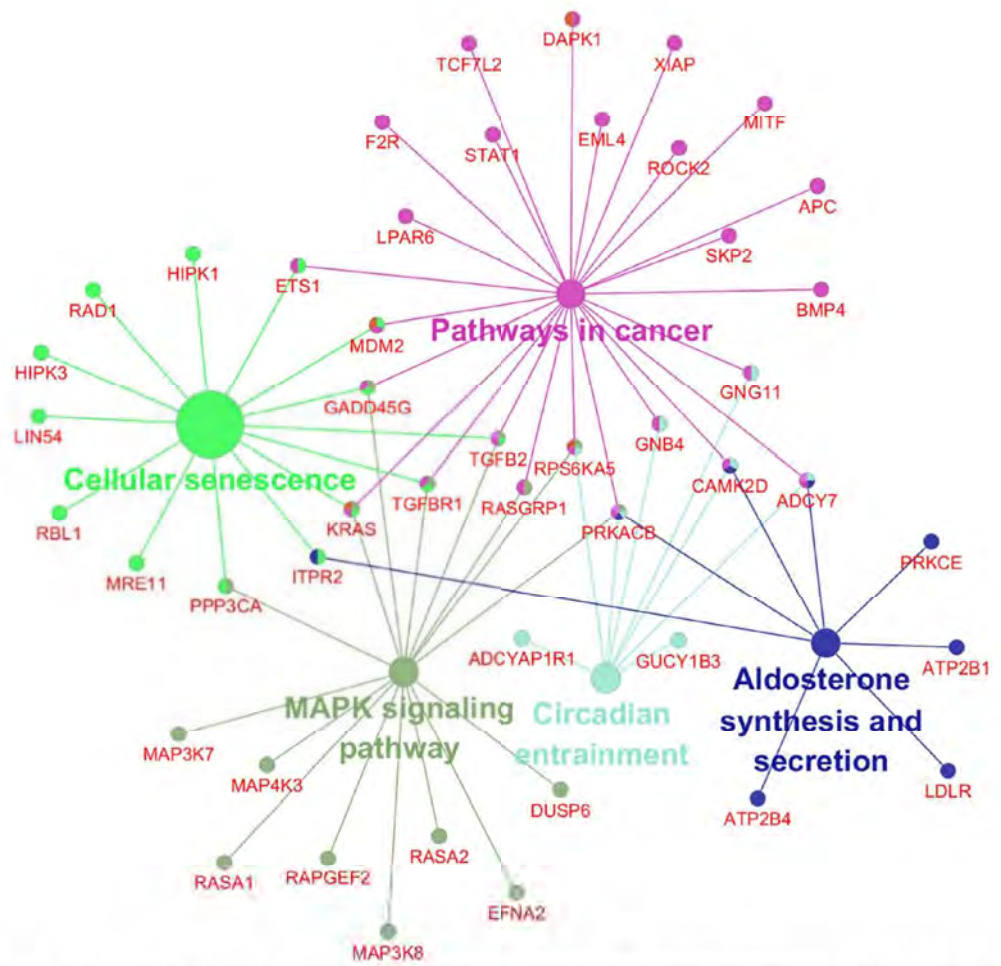 DAPK1
TCF7L2
XIAP
MITF
F2R
STAT1
EML4
ROCK2
APC
LPAR6
SKP2
HIPK1
ETS1
RAD1
BMP4
MDM2
Pathways in cancer
HIPK3
GADD45G
GNG11
LIN54
GNB4
TGFB2
RPS6KA5
Cellular senescence
CAMK2D
ADCY7
TGFBR1
RASGRP1
RBL1
KRAS
PRKACB
PRKCE
MRE11
ITPR2
PPP3CA
ADCYAP1R1
GUCY1B3
ATP2B1
MAPK signaling
pathway
Circadian
entrainment
Aldosterone
synthesis and
secretion
MAP3K7
MAP4K3
DUSP6
LDLR
ATP2B4
RASA2
RASA1
RAPGEF2
EFNA2
MAP3K8